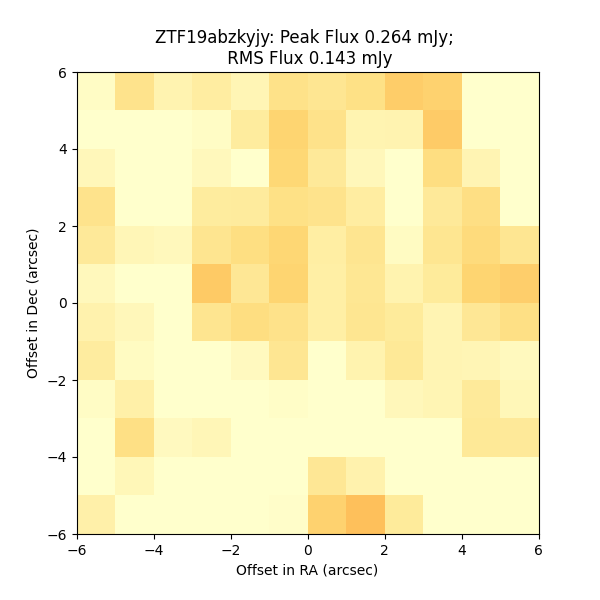 ZTF19abzkyjy: Peak Flux 0.264 mJy;
RMS Flux 0.143 mJy
6
4
2
0
−2
−4
−6
Offset in Dec (arcsec)
−6 −4 −2 0 2 4 6
Offset in RA (arcsec)